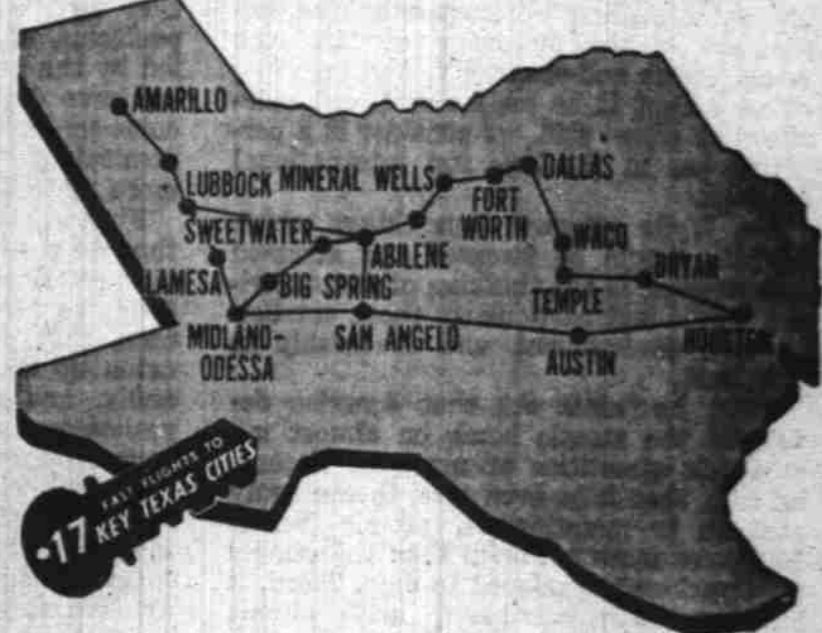 AMARILLO
LUBBOCK
MINERAL WELLS
DALLAS
FORT
WORTH
SWEETWATER
ABILENE
WACO
LAMESA
BIG SPRING
BRYAN
TEMPLE
MIDLAND-
ODESSA
SAN ANGELO
AUSTIN
HOUSTON
•17
FAST FLIGHTS TO
KEY TEXAS CITIES